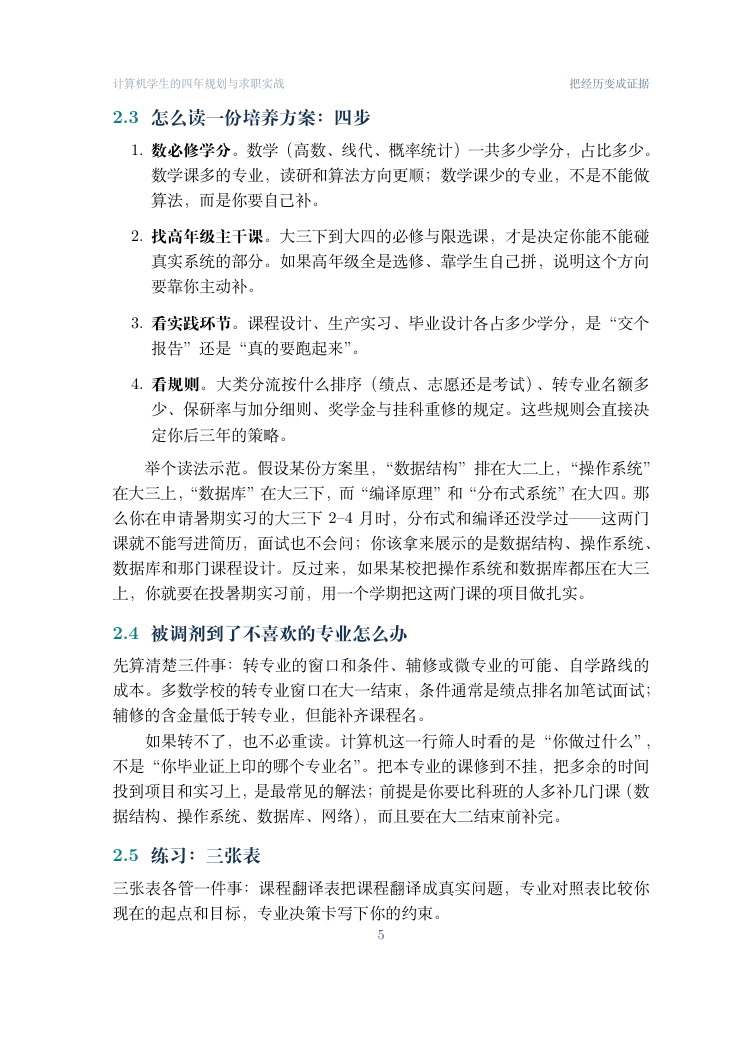 计算机学生的四年规划与求职实战 把经历变成证据
2.3 怎么读一份培养方案：四步
1. 数必修学分。数学（高数、线代、概率统计）一共多少学分，占比多少。
数学课多的专业，读研和算法方向更顺；数学课少的专业，不是不能做
算法，而是你要自己补。
2. 找高年级主干课。大三下到大四的必修与限选课，才是决定你能不能碰
真实系统的部分。如果高年级全是选修、靠学生自己拼，说明这个方向
要靠你主动补。
3. 看实践环节。课程设计、生产实习、毕业设计各占多少学分，是“交个
报告”还是“真的要跑起来”。
4. 看规则。大类分流按什么排序（绩点、志愿还是考试）、转专业名额多
少、保研率与加分细则、奖学金与挂科重修的规定。这些规则会直接决
定你后三年的策略。
举个读法示范。假设某份方案里，“数据结构”排在大二上，“操作系统”
在大三上，“数据库”在大三下，而“编译原理”和“分布式系统”在大四。那
么你在申请暑期实习的大三下 2–4 月时，分布式和编译还没学过——这两门
课就不能写进简历，面试也不会问；你该拿来展示的是数据结构、操作系统、
数据库和那门课程设计。反过来，如果某校把操作系统和数据库都压在大三
上，你就要在投暑期实习前，用一个学期把这两门课的项目做扎实。
2.4 被调剂到了不喜欢的专业怎么办
先算清楚三件事：转专业的窗口和条件、辅修或微专业的可能、自学路线的
成本。多数学校的转专业窗口在大一结束，条件通常是绩点排名加笔试面试；
辅修的含金量低于转专业，但能补齐课程名。
如果转不了，也不必重读。计算机这一行筛人时看的是“你做过什么”，
不是“你毕业证上印的哪个专业名”。把本专业的课修到不挂，把多余的时间
投到项目和实习上，是最常见的解法；前提是你要比科班的人多补几门课（数
据结构、操作系统、数据库、网络），而且要在大二结束前补完。
2.5 练习：三张表
三张表各管一件事：课程翻译表把课程翻译成真实问题，专业对照表比较你
现在的起点和目标，专业决策卡写下你的约束。
5